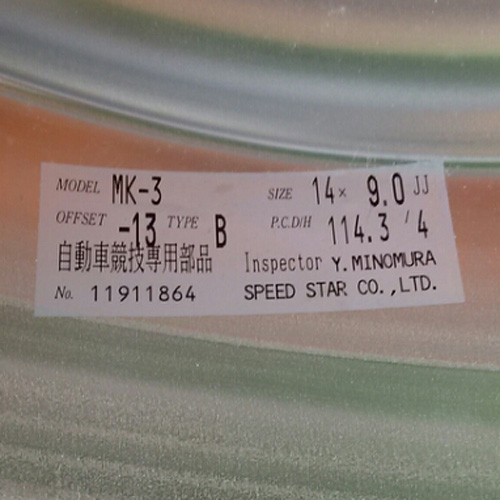 MODEL MK-3 SIZE 14× 9.0 JJ
OFFSET -13 TYPE B P.C.D/H 114.3 / 4
自動車競技専用部品 Inspector Y.MINOMURA
No. 11911864 SPEED STAR CO.,LTD.